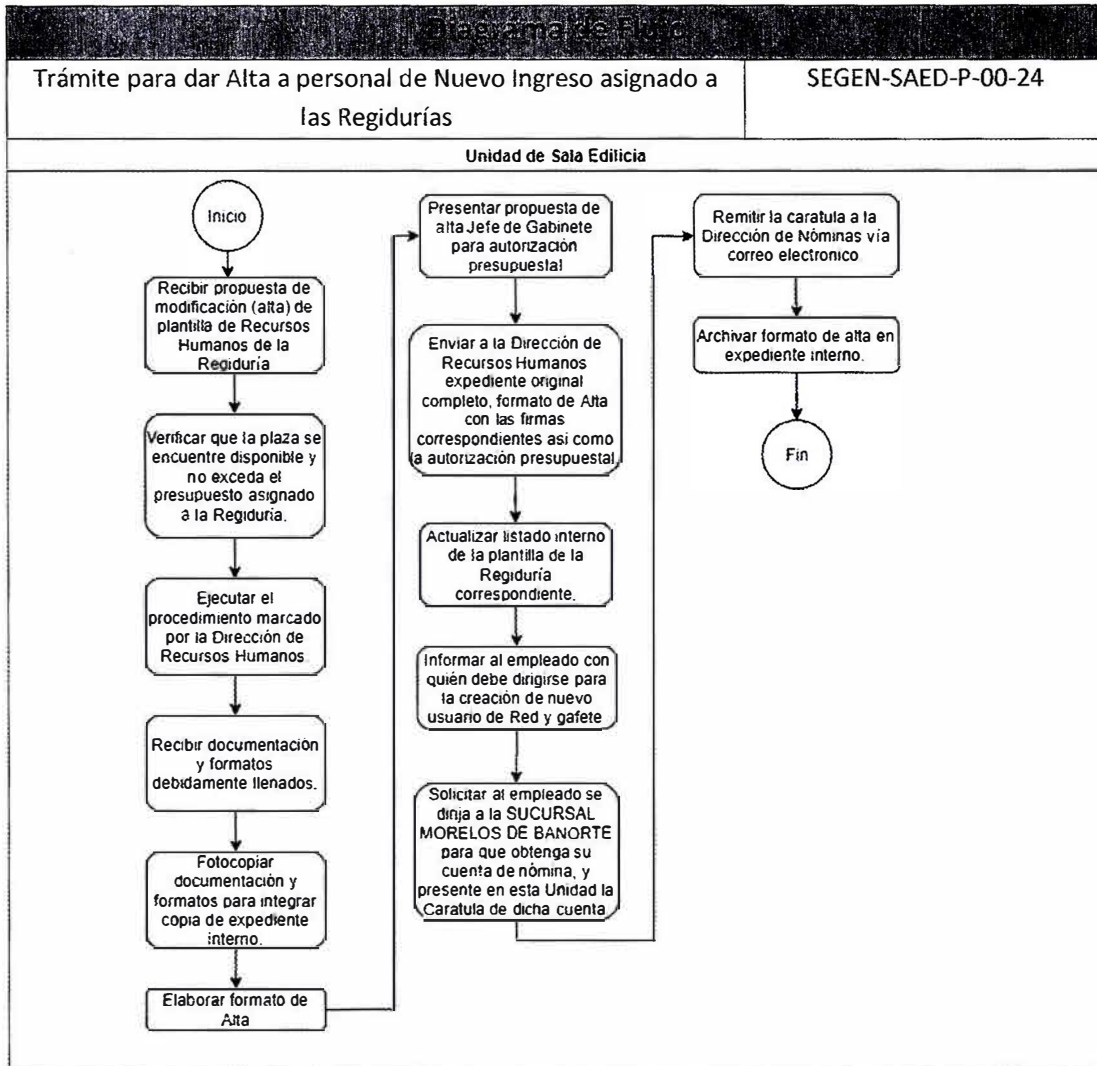 Diagrama de Flujo
Trámite para dar Alta a personal de Nuevo Ingreso asignado a
las Regidurías
SEGEN-SAED-P-00-24
Unidad de Sala Edilicia
Inicio
Recibir propuesta de
modificación (alta) de
plantilla de Recursos
Humanos de la
Regiduría
Verificar que la plaza se
encuentre disponible y
no exceda el
presupuesto asignado
a la Regiduría.
Ejecutar el
procedimiento marcado
por la Dirección de
Recursos Humanos.
Recibir documentación
y formatos
debidamente llenados.
Fotocopiar
documentación y
formatos para integrar
copia de expediente
interno.
Elaborar formato de
Alta
Presentar propuesta de
alta Jefe de Gabinete
para autorización
presupuestal
Enviar a la Dirección de
Recursos Humanos
expediente original
completo, formato de Alta
con las firmas
correspondientes así como
la autorización presupuestal.
Actualizar listado interno
de la plantilla de la
Regiduría
correspondiente.
Informar al empleado con
quién debe dirigirse para
la creación de nuevo
usuario de Red y gafete
Solicitar al empleado se
dirija a la SUCURSAL
MORELOS DE BANORTE
para que obtenga su
cuenta de nómina, y
presente en esta Unidad la
Caratula de dicha cuenta
Remitir la caratula a la
Dirección de Nóminas vía
correo electronico
Archivar formato de alta en
expediente interno.
Fin